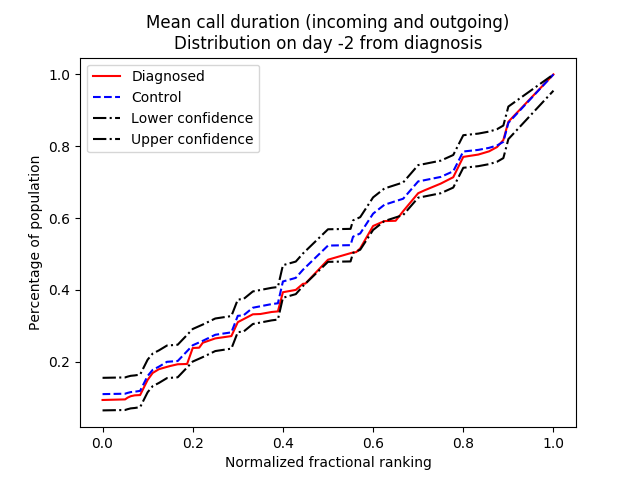 Mean call duration (incoming and outgoing)
Distribution on day -2 from diagnosis
Diagnosed
Control
Lower confidence
Upper confidence
Percentage of population
1.0
0.8
0.6
0.4
0.2
0.0 0.2 0.4 0.6 0.8 1.0
Normalized fractional ranking